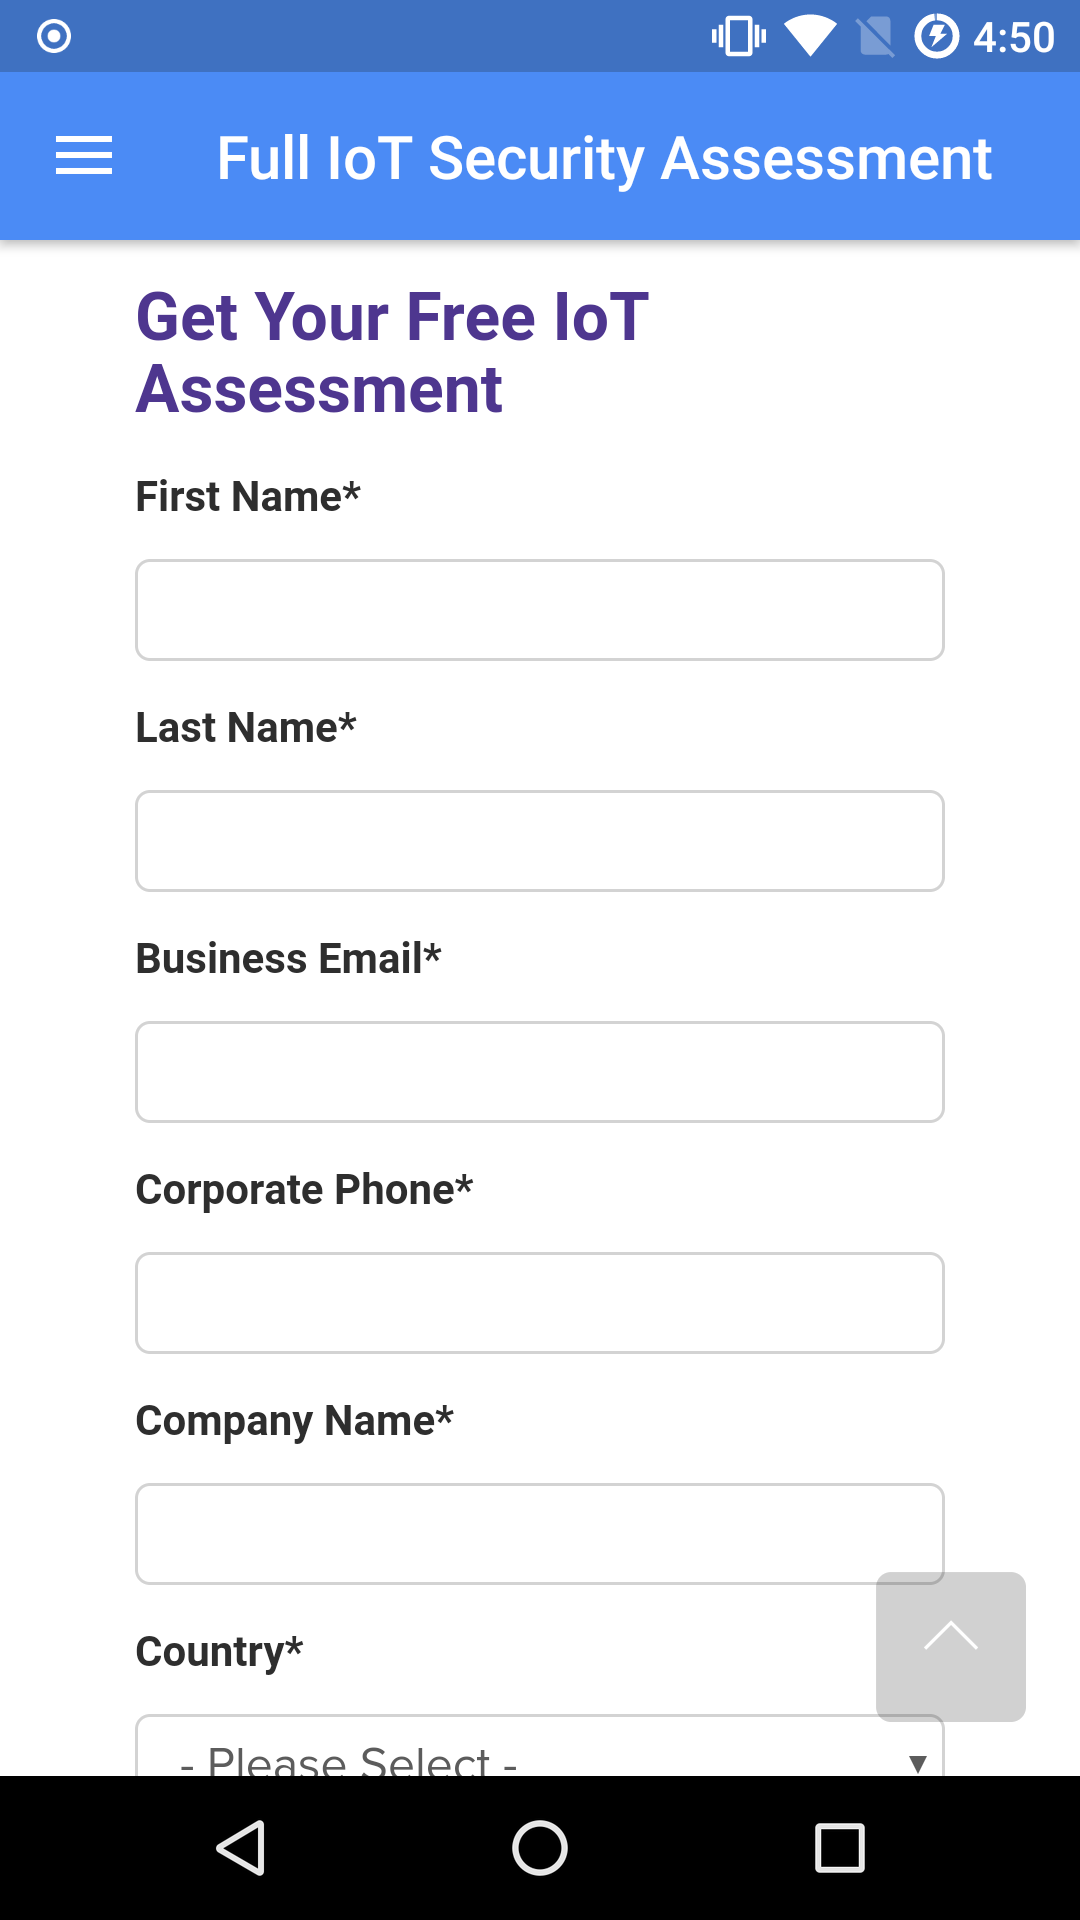 4:50
Full IoT Security Assessment
Get Your Free IoT
Assessment
First Name*
Last Name*
Business Email*
Corporate Phone*
Company Name*
Country*
- Please Select -